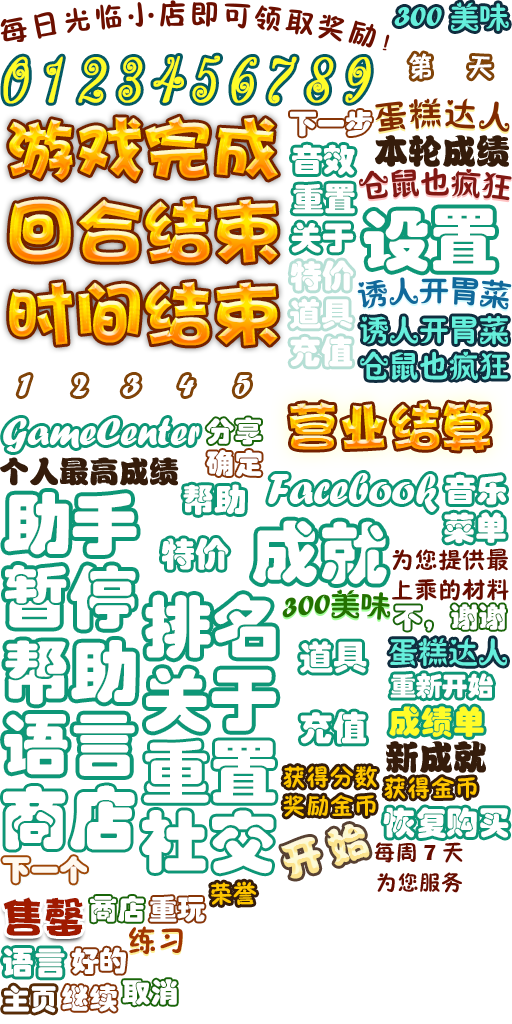 每日光临小店即可领取奖励!
300 美味
0123456789
第 天
下一步
蛋糕达人
游戏完成
音效
本轮成绩
重置
仓鼠也疯狂
回合结束
关于
设置
特价
诱人开胃菜
时间结束
道具
诱人开胃菜
充值
仓鼠也疯狂
1 2 3 4 5
GameCenter
分享
营业结算
个人最高成绩
确定
帮助
Facebook
音乐
助手
特价
成就
菜单
为您提供最
上乘的材料
暂停
排名
300美味
不，谢谢
帮助
关于
道具
蛋糕达人
重新开始
语言
重置
充值
成绩单
新成就
商店
社交
获得分数
奖励金币
获得金币
恢复购买
开始
下一个
每周 7 天
为您服务
荣誉
售罄
商店
重玩
练习
语言
好的
主页
继续
取消